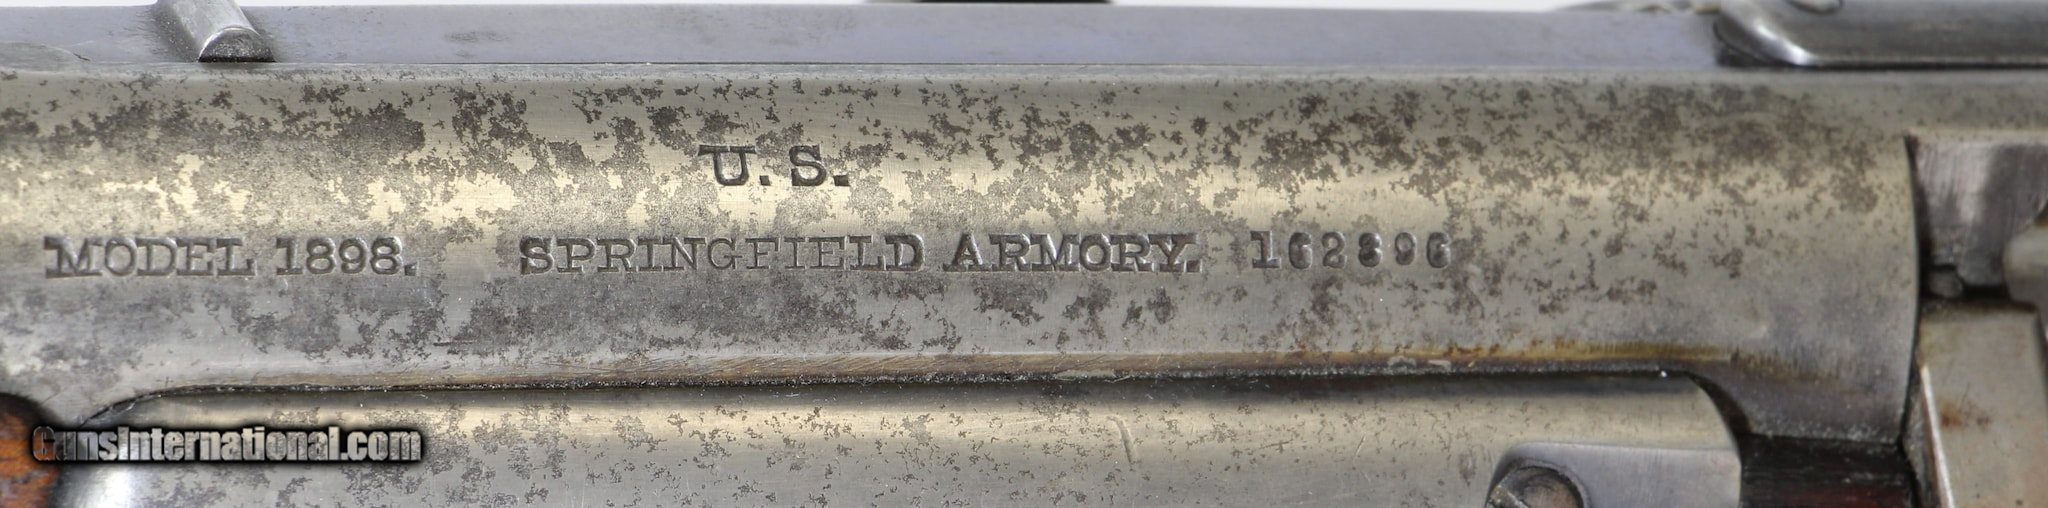 U.S.
MODEL 1898. SPRINGFIELD ARMORY. 162896
GunsInternational.com